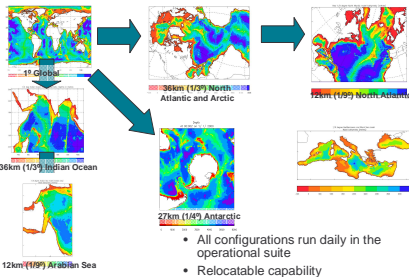 1º Global
36km (1/3º) North
Atlantic and Arctic
12km (1/9º) North Atlantic
36km (1/3º) Indian Ocean
27km (1/4º) Antarctic
12km (1/9º) Arabian Sea
• All configurations run daily in the
operational suite
• Relocatable capability